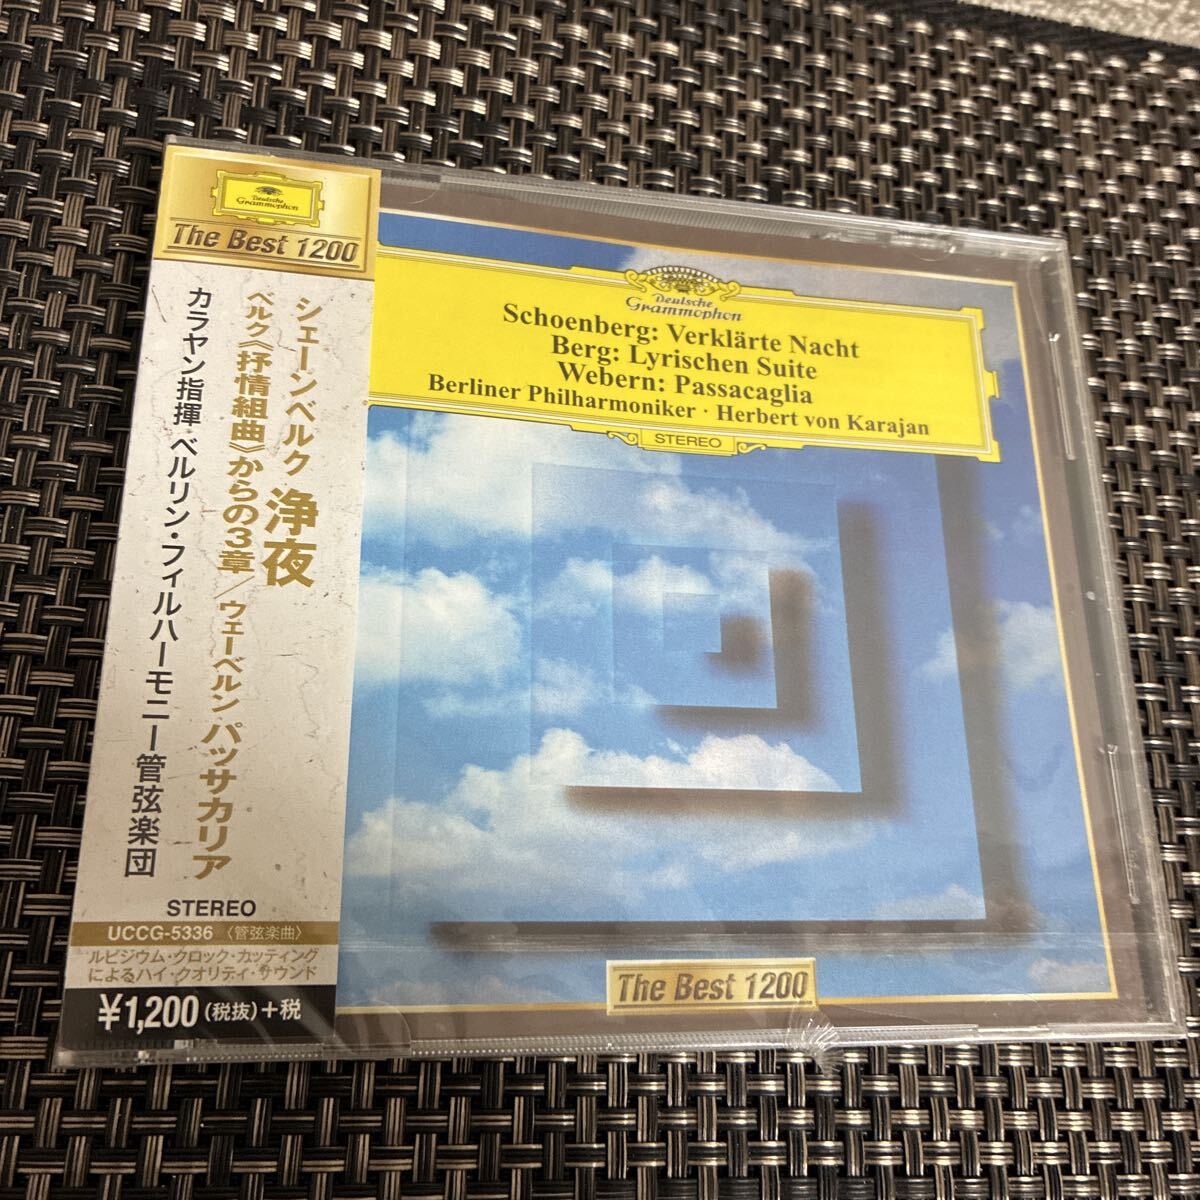 Deutsche
Grammophon
The Best 1200
シェーンベルク 浄夜
ベルク《抒情組曲》からの3章/ウェーベルン パッサカリア
カラヤン指揮 ベルリン・フィルハーモニー管弦楽団
STEREO
UCCG-5336〈管弦楽曲〉
ルビジウム・クロック・カッティング
によるハイ・クオリティ・サウンド
¥1,200(税抜)+税
Deutsche
Grammophon
Schoenberg: Verklärte Nacht
Berg: Lyrischen Suite
Webern: Passacaglia
Berliner Philharmoniker · Herbert von Karajan
STEREO
The Best 1200